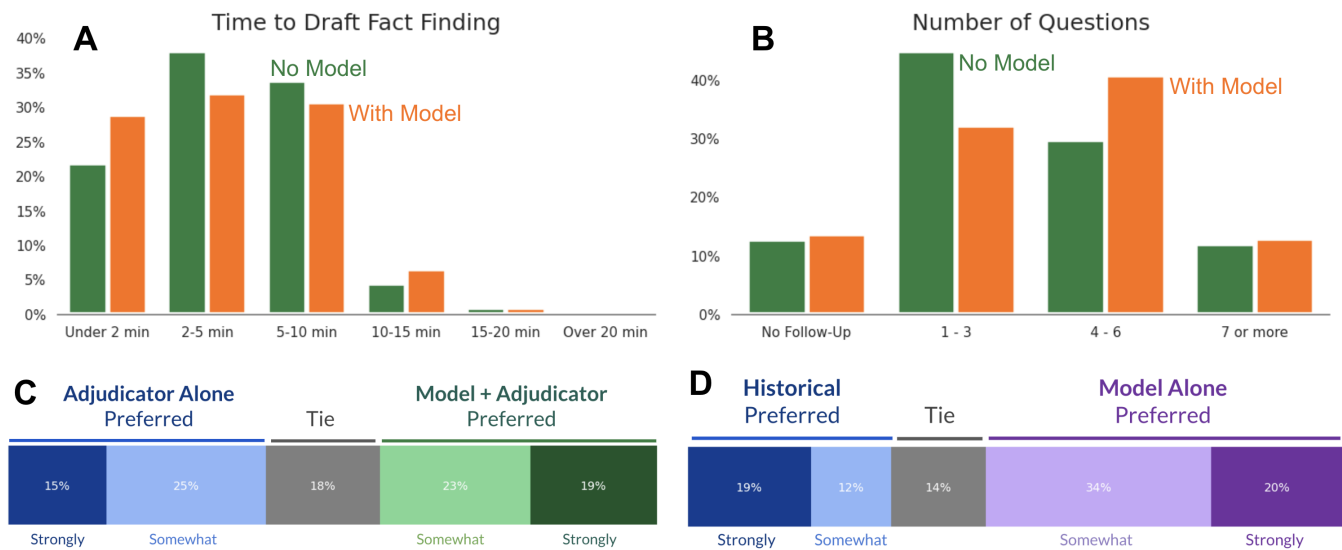 A
Time to Draft Fact Finding
40%
35%
30%
25%
20%
15%
10%
5%
0%
No Model
With Model
Under 2 min 2-5 min 5-10 min 10-15 min 15-20 min Over 20 min
B
Number of Questions
40%
30%
20%
10%
0%
No Model
With Model
No Follow-Up 1 - 3 4 - 6 7 or more
C
Adjudicator Alone
Preferred
Tie
Model + Adjudicator
Preferred
15% 25% 18% 23% 19%
Strongly Somewhat Somewhat Strongly
D
Historical
Preferred
Tie
Model Alone
Preferred
19% 12% 14% 34% 20%
Strongly Somewhat Somewhat Strongly